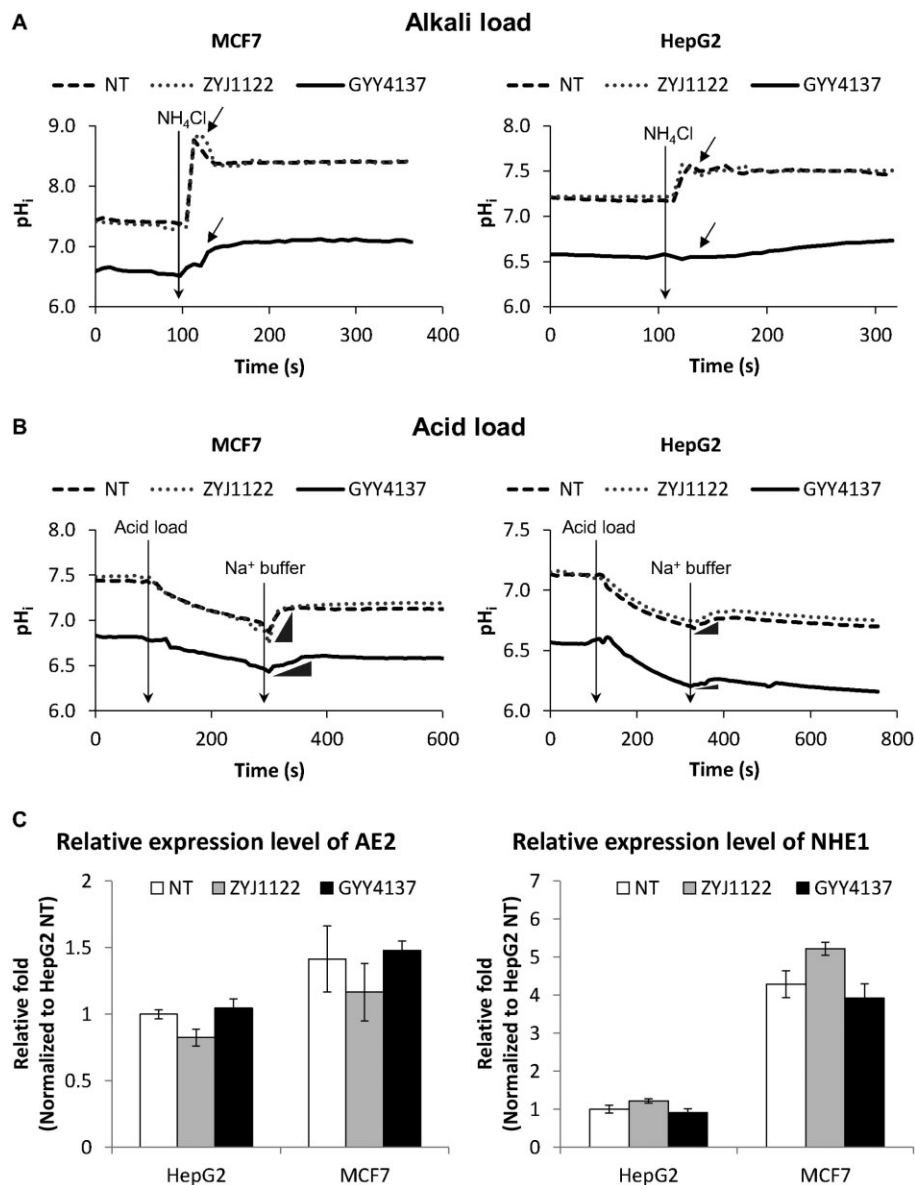 A
Alkali load
MCF7
HepG2
NT ZYJ1122 GYY4137
NT ZYJ1122 GYY4137
NH₄Cl
NH₄Cl
pHᵢ
9.0
8.0
7.0
6.0
0 100 200 300 400
Time (s)
pHᵢ
8.0
7.5
7.0
6.5
6.0
0 100 200 300
Time (s)
B
Acid load
MCF7
HepG2
NT ZYJ1122 GYY4137
NT ZYJ1122 GYY4137
Acid load
Na⁺ buffer
Acid load
Na⁺ buffer
pHᵢ
8.0
7.5
7.0
6.5
6.0
0 200 400 600
Time (s)
pHᵢ
7.5
7.0
6.5
6.0
0 200 400 600 800
Time (s)
C
Relative expression level of AE2
Relative expression level of NHE1
NT ZYJ1122 GYY4137
NT ZYJ1122 GYY4137
Relative fold
(Normalized to HepG2 NT)
2
1.5
1
0.5
0
HepG2 MCF7
Relative fold
(Normalized to HepG2 NT)
7
6
5
4
3
2
1
0
HepG2 MCF7